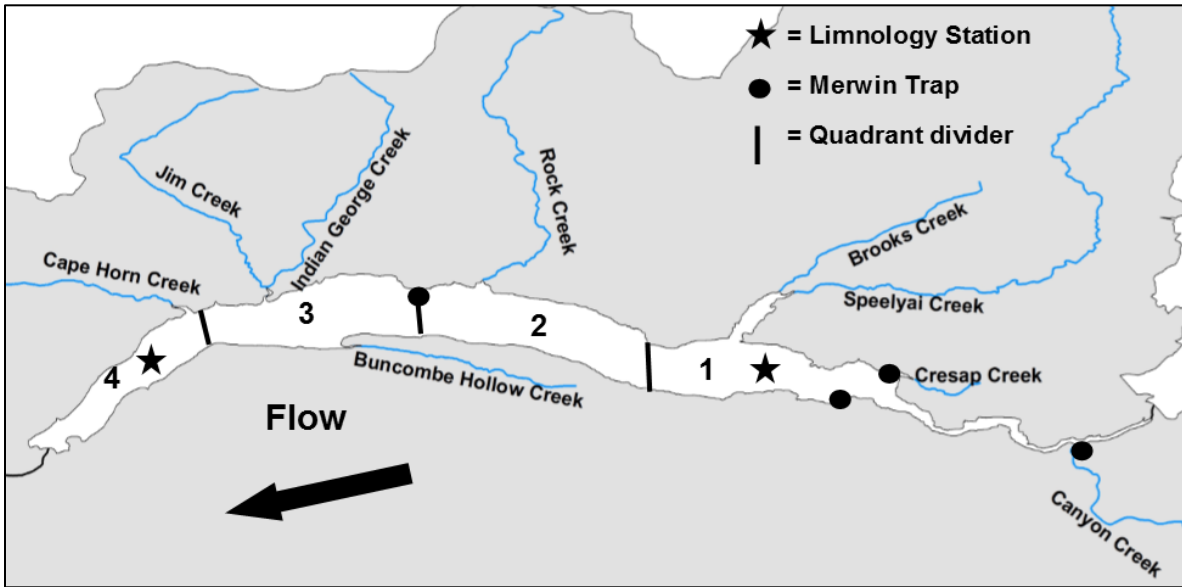 = Limnology Station
= Merwin Trap
= Quadrant divider
Jim Creek
Indian George Creek
Rock Creek
Brooks Creek
Cape Horn Creek
Speelyai Creek
3
2
1
4
Cresap Creek
Buncombe Hollow Creek
Flow
Canyon Creek